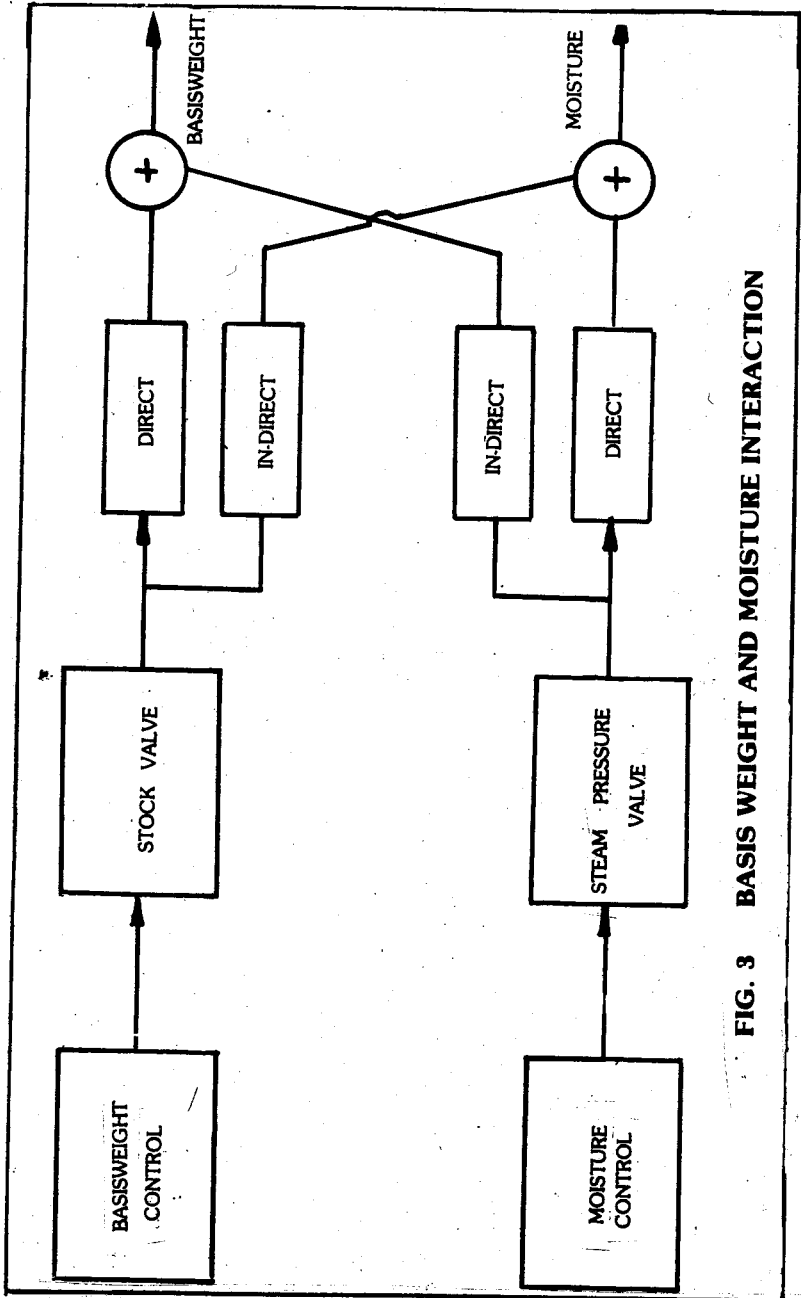 BASISWEIGHT
CONTROL
STOCK VALVE
DIRECT
IN-DIRECT
+
BASISWEIGHT
MOISTURE
CONTROL
STEAM PRESSURE
VALVE
IN-DIRECT
DIRECT
+
MOISTURE
FIG. 3 BASIS WEIGHT AND MOISTURE INTERACTION